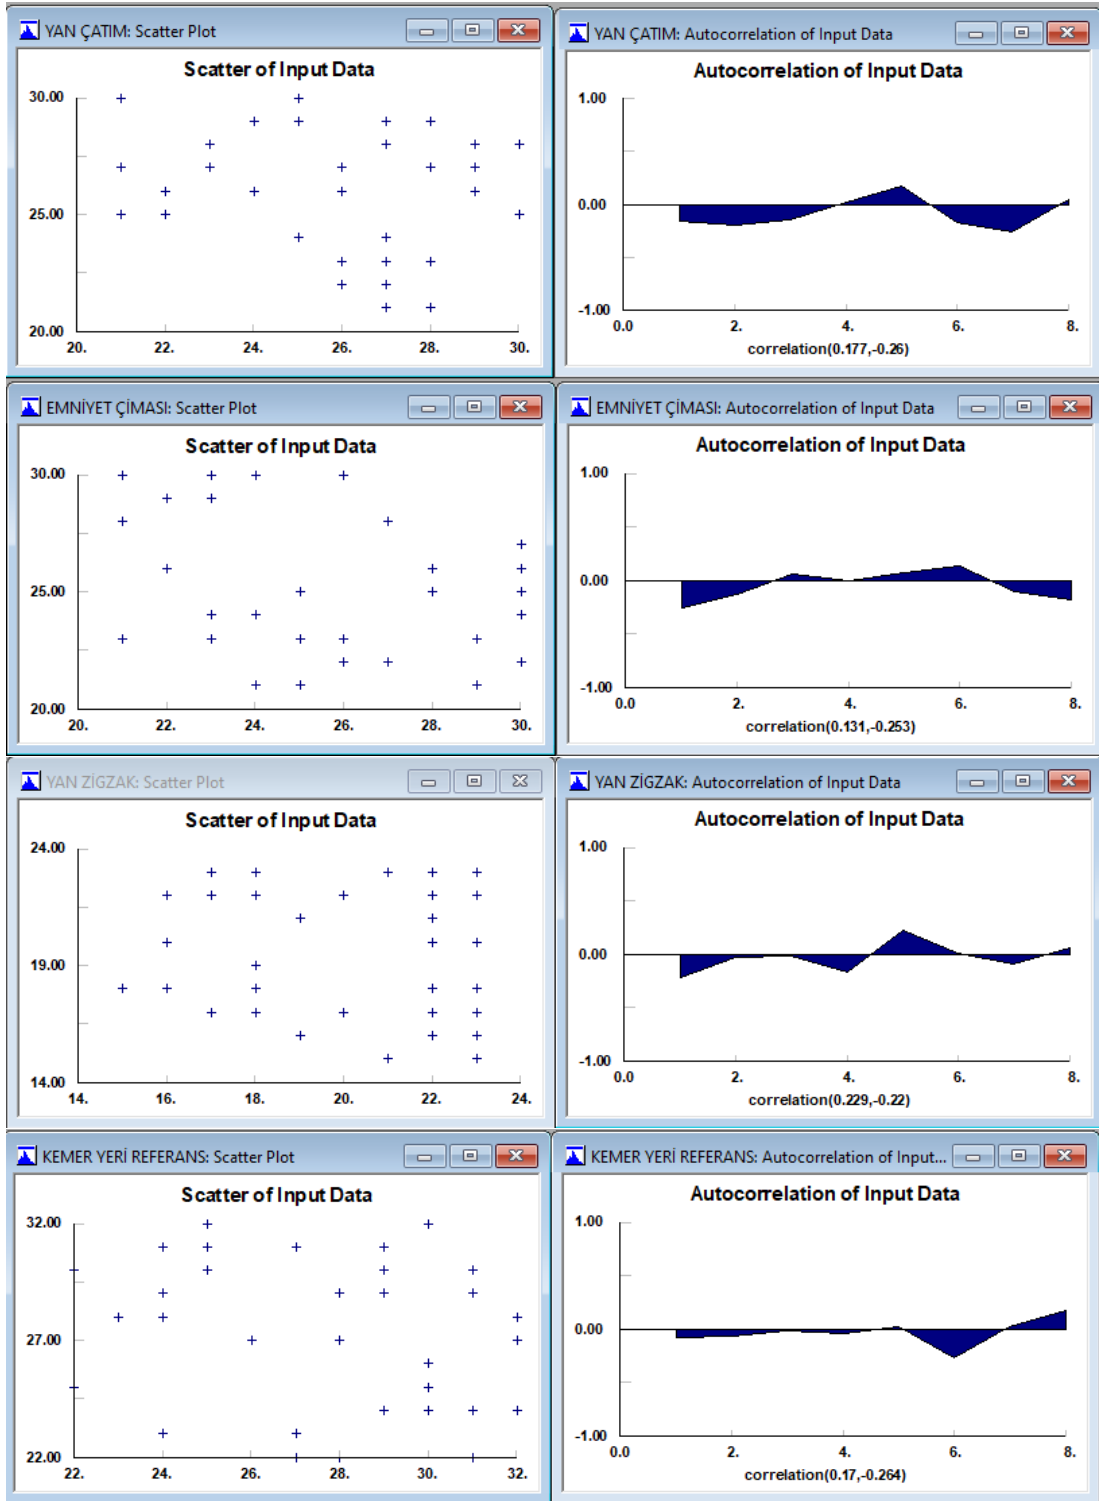 YAN ÇATIM: Scatter Plot
Scatter of Input Data
30.00
25.00
20.00
20. 22. 24. 26. 28. 30.
YAN ÇATIM: Autocorrelation of Input Data
Autocorrelation of Input Data
1.00
0.00
-1.00
0.0 2. 4. 6. 8.
correlation(0.177,-0.26)
EMNİYET ÇİMASI: Scatter Plot
Scatter of Input Data
30.00
25.00
20.00
20. 22. 24. 26. 28. 30.
EMNİYET ÇİMASI: Autocorrelation of Input Data
Autocorrelation of Input Data
1.00
0.00
-1.00
0.0 2. 4. 6. 8.
correlation(0.131,-0.253)
YAN ZİGZAK: Scatter Plot
Scatter of Input Data
24.00
19.00
14.00
14. 16. 18. 20. 22. 24.
YAN ZİGZAK: Autocorrelation of Input Data
Autocorrelation of Input Data
1.00
0.00
-1.00
0.0 2. 4. 6. 8.
correlation(0.229,-0.22)
KEMER YERİ REFERANS: Scatter Plot
Scatter of Input Data
32.00
27.00
22.00
22. 24. 26. 28. 30. 32.
KEMER YERİ REFERANS: Autocorrelation of Input...
Autocorrelation of Input Data
1.00
0.00
-1.00
0.0 2. 4. 6. 8.
correlation(0.17,-0.264)